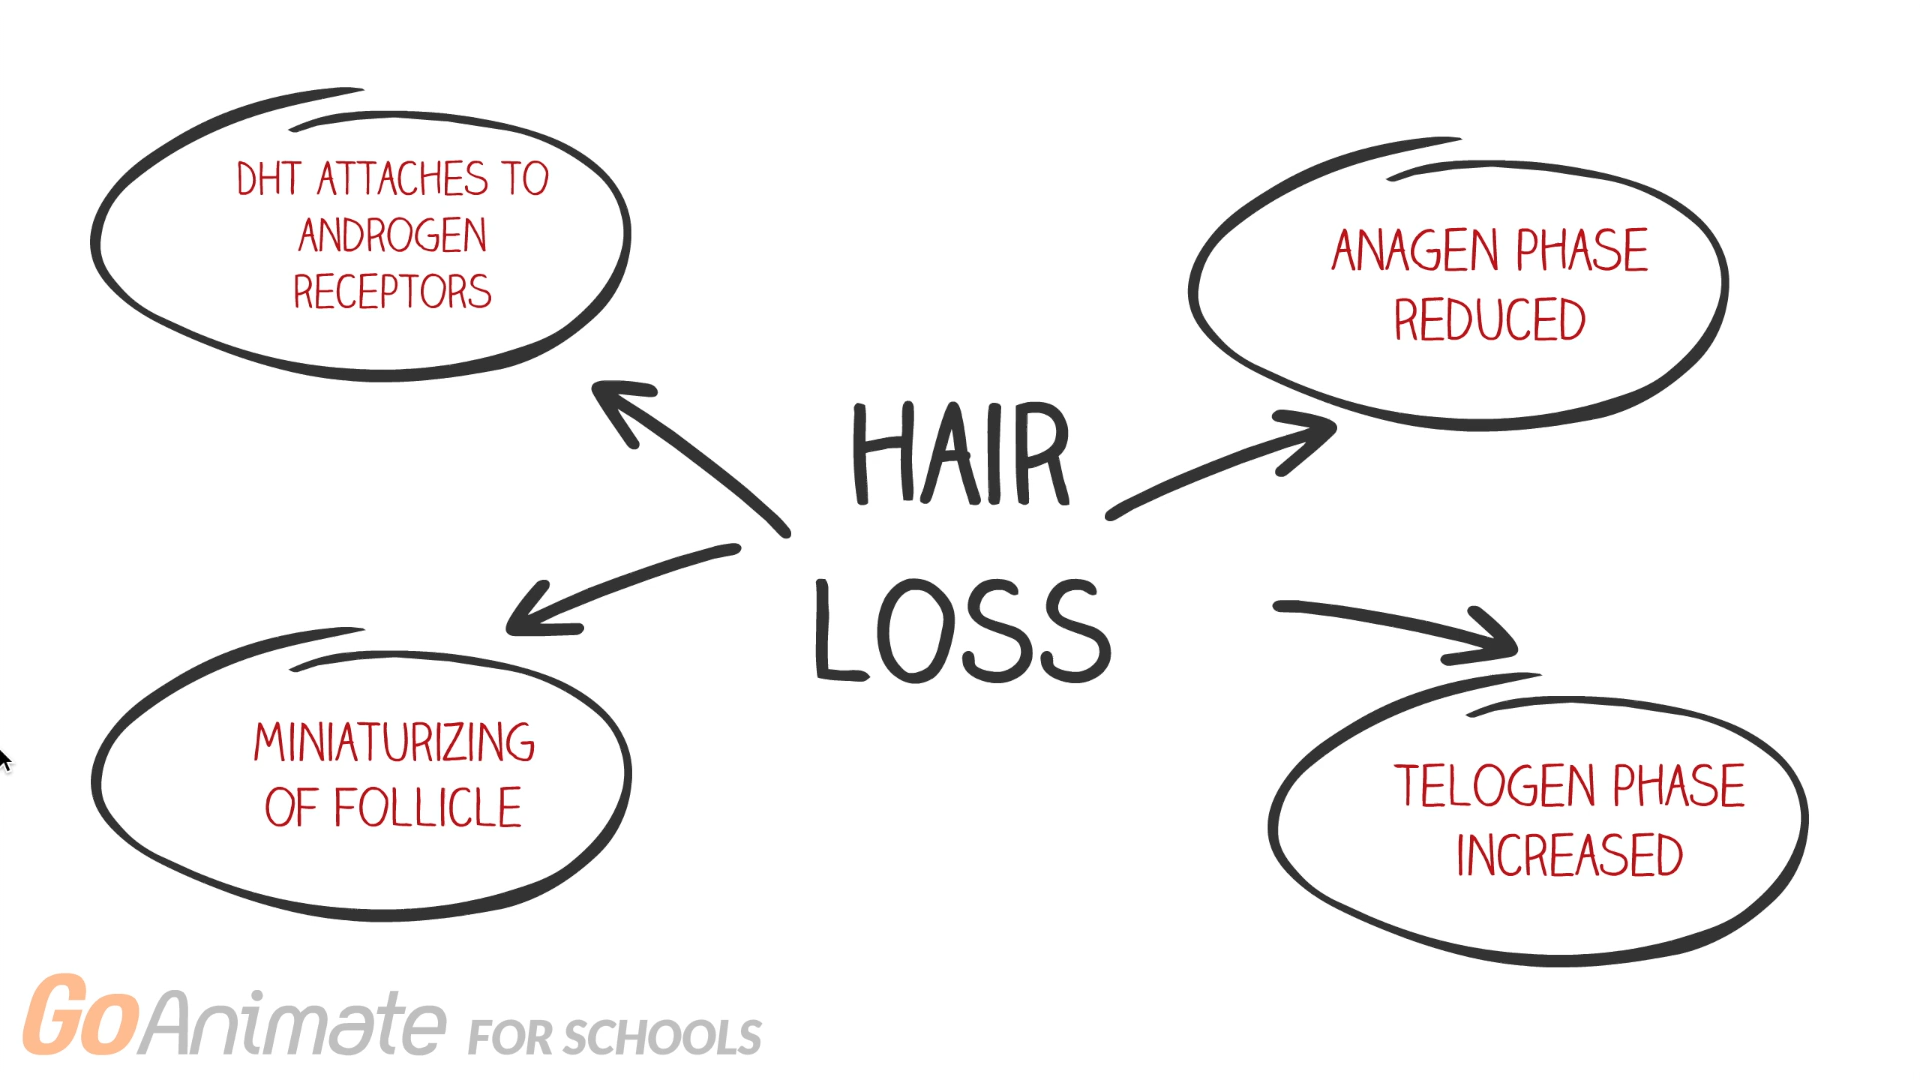 DHT ATTACHES TO
ANDROGEN
RECEPTORS
ANAGEN PHASE
REDUCED
HAIR
LOSS
MINIATURIZING
OF FOLLICLE
TELOGEN PHASE
INCREASED
GoAnimate FOR SCHOOLS